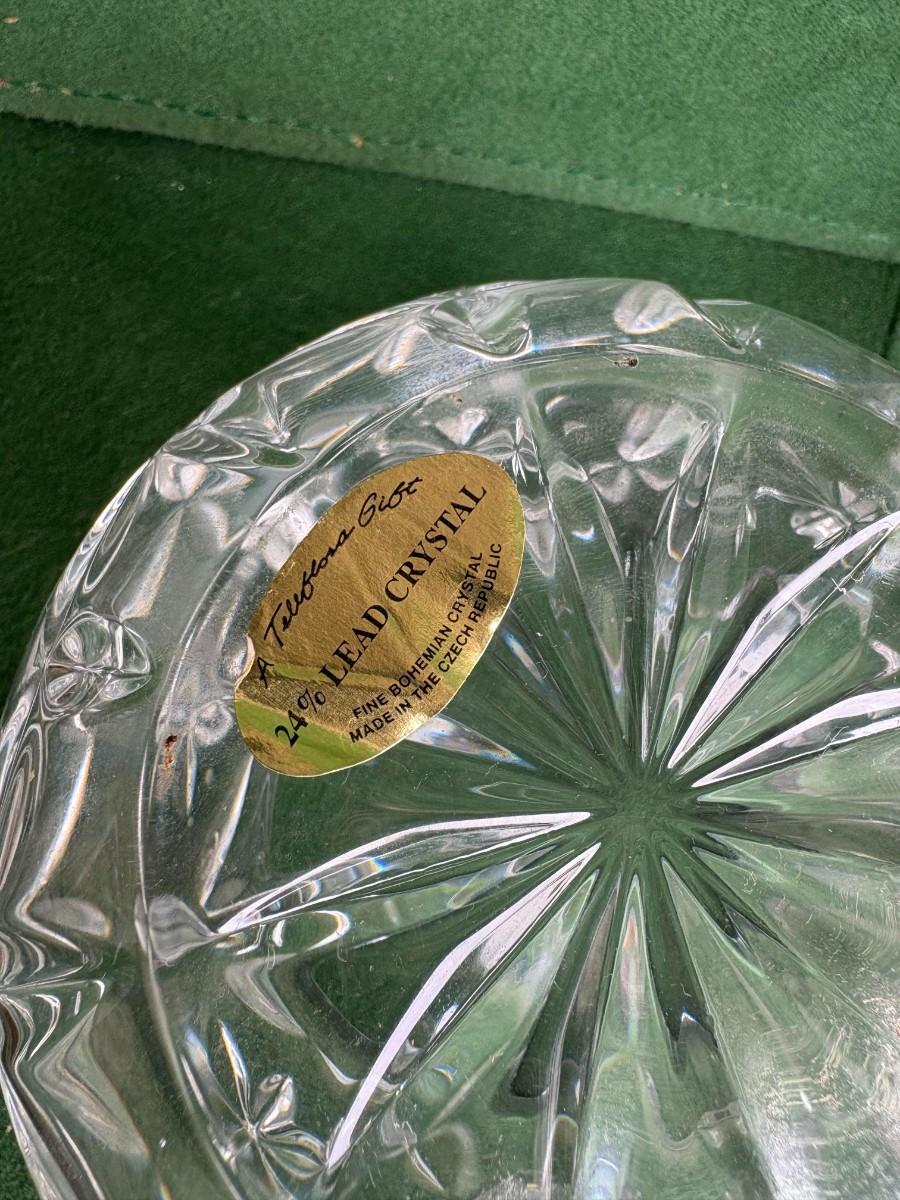 A Teleflora Gift
24% LEAD CRYSTAL
FINE BOHEMIAN CRYSTAL
MADE IN THE CZECH REPUBLIC